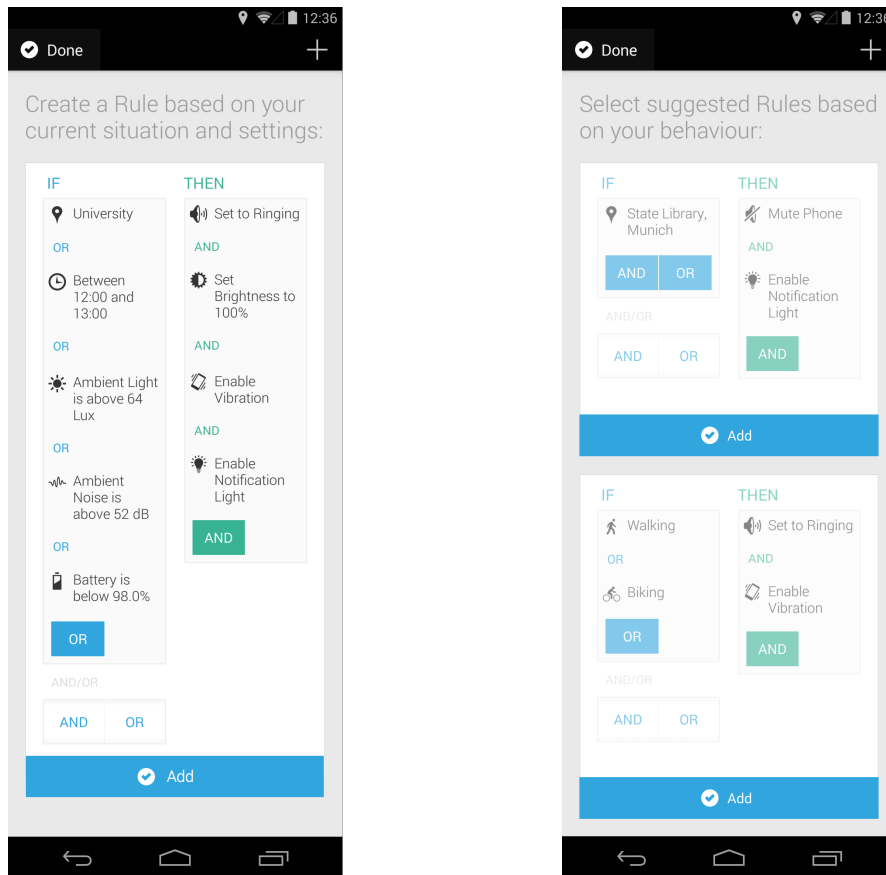 12:36
Done
Create a Rule based on your
current situation and settings:
IF
University
OR
Between
12:00 and
13:00
OR
Ambient Light
is above 64
Lux
OR
Ambient
Noise is
above 52 dB
OR
Battery is
below 98.0%
OR
AND/OR
AND OR
THEN
Set to Ringing
AND
Set
Brightness to
100%
AND
Enable
Vibration
AND
Enable
Notification
Light
AND
Add
12:36
Done
Select suggested Rules based
on your behaviour:
IF
State Library,
Munich
AND OR
AND/OR
AND OR
THEN
Mute Phone
AND
Enable
Notification
Light
AND
Add
IF
Walking
OR
Biking
OR
AND/OR
AND OR
THEN
Set to Ringing
AND
Enable
Vibration
AND
Add